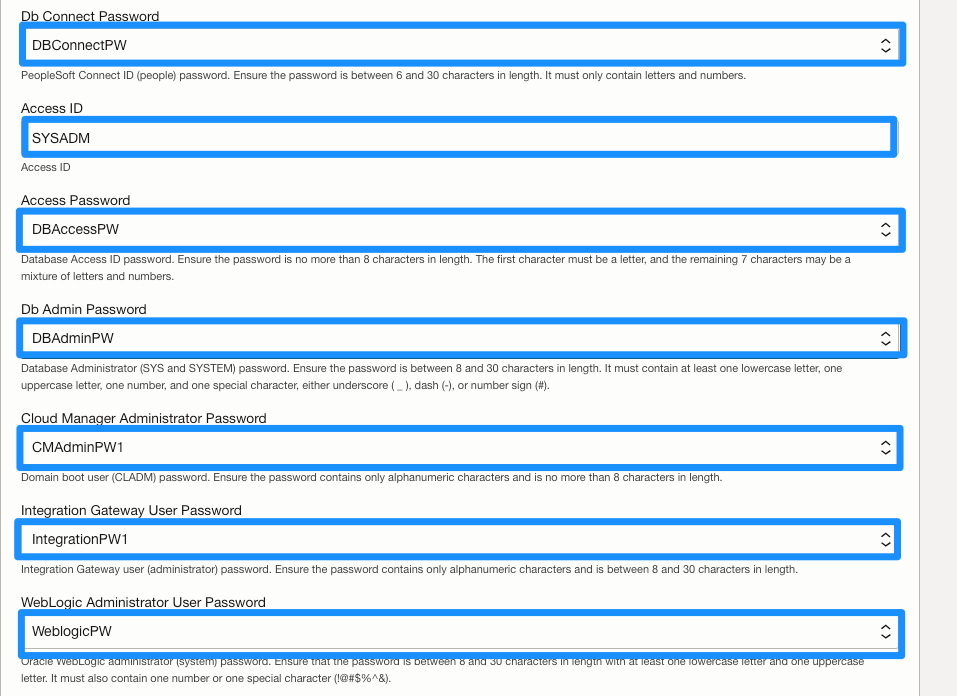 Db Connect Password
DBConnectPW
PeopleSoft Connect ID (people) password. Ensure the password is between 6 and 30 characters in length. It must only contain letters and numbers.
Access ID
SYSADM
Access ID
Access Password
DBAccessPW
Database Access ID password. Ensure the password is no more than 8 characters in length. The first character must be a letter, and the remaining 7 characters may be a
mixture of letters and numbers.
Db Admin Password
DBAdminPW
Database Administrator (SYS and SYSTEM) password. Ensure the password is between 8 and 30 characters in length. It must contain at least one lowercase letter, one
uppercase letter, one number, and one special character, either underscore ( _ ), dash (-), or number sign (#).
Cloud Manager Administrator Password
CMAdminPW1
Domain boot user (CLADM) password. Ensure the password contains only alphanumeric characters and is no more than 8 characters in length.
Integration Gateway User Password
IntegrationPW1
Integration Gateway user (administrator) password. Ensure the password contains only alphanumeric characters and is between 8 and 30 characters in length.
WebLogic Administrator User Password
WeblogicPW
Oracle WebLogic administrator (system) password. Ensure that the password is between 8 and 30 characters in length with at least one lowercase letter and one uppercase
letter. It must also contain one number or one special character (!@#$%^&).